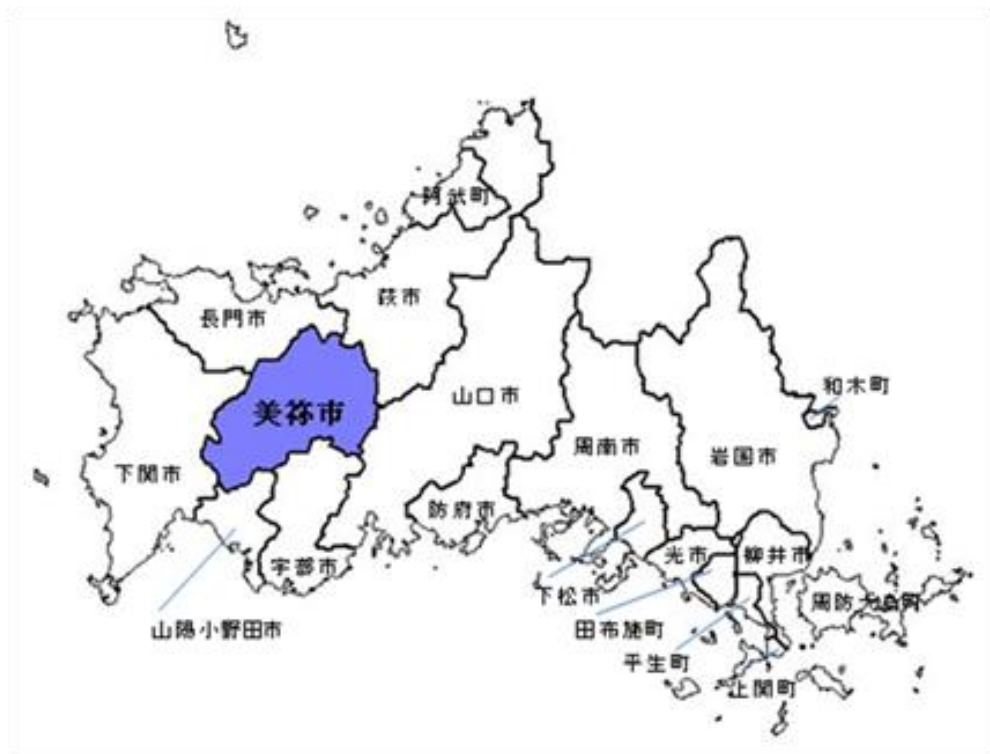 阿武町
萩市
長門市
和木町
山口市
美祢市
周南市
岩国市
下関市
防府市
光市
柳井市
宇部市
下松市
周防大島町
山陽小野田市
田布施町
平生町
上関町